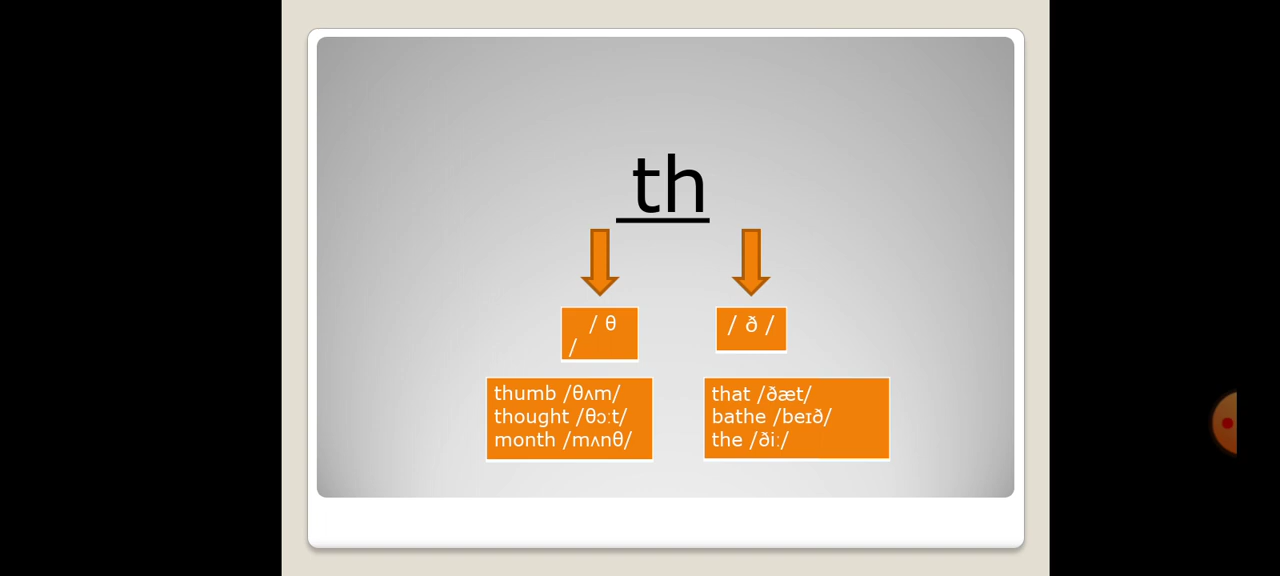 th
/ θ
/
/ ð /
thumb /θʌm/
thought /θɔːt/
month /mʌnθ/
that /ðæt/
bathe /beɪð/
the /ðiː/